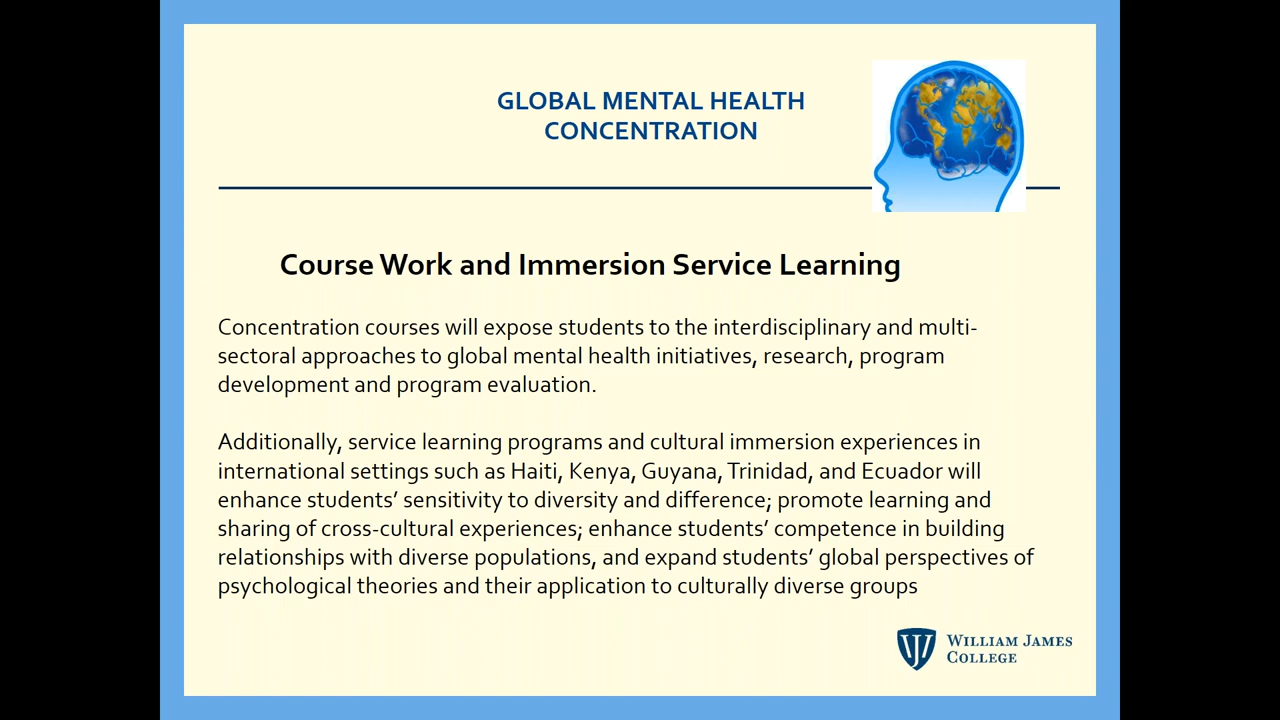 GLOBAL MENTAL HEALTH
CONCENTRATION
Course Work and Immersion Service Learning
Concentration courses will expose students to the interdisciplinary and multi-
sectoral approaches to global mental health initiatives, research, program
development and program evaluation.
Additionally, service learning programs and cultural immersion experiences in
international settings such as Haiti, Kenya, Guyana, Trinidad, and Ecuador will
enhance students’ sensitivity to diversity and difference; promote learning and
sharing of cross-cultural experiences; enhance students’ competence in building
relationships with diverse populations, and expand students’ global perspectives of
psychological theories and their application to culturally diverse groups
WILLIAM JAMES
COLLEGE